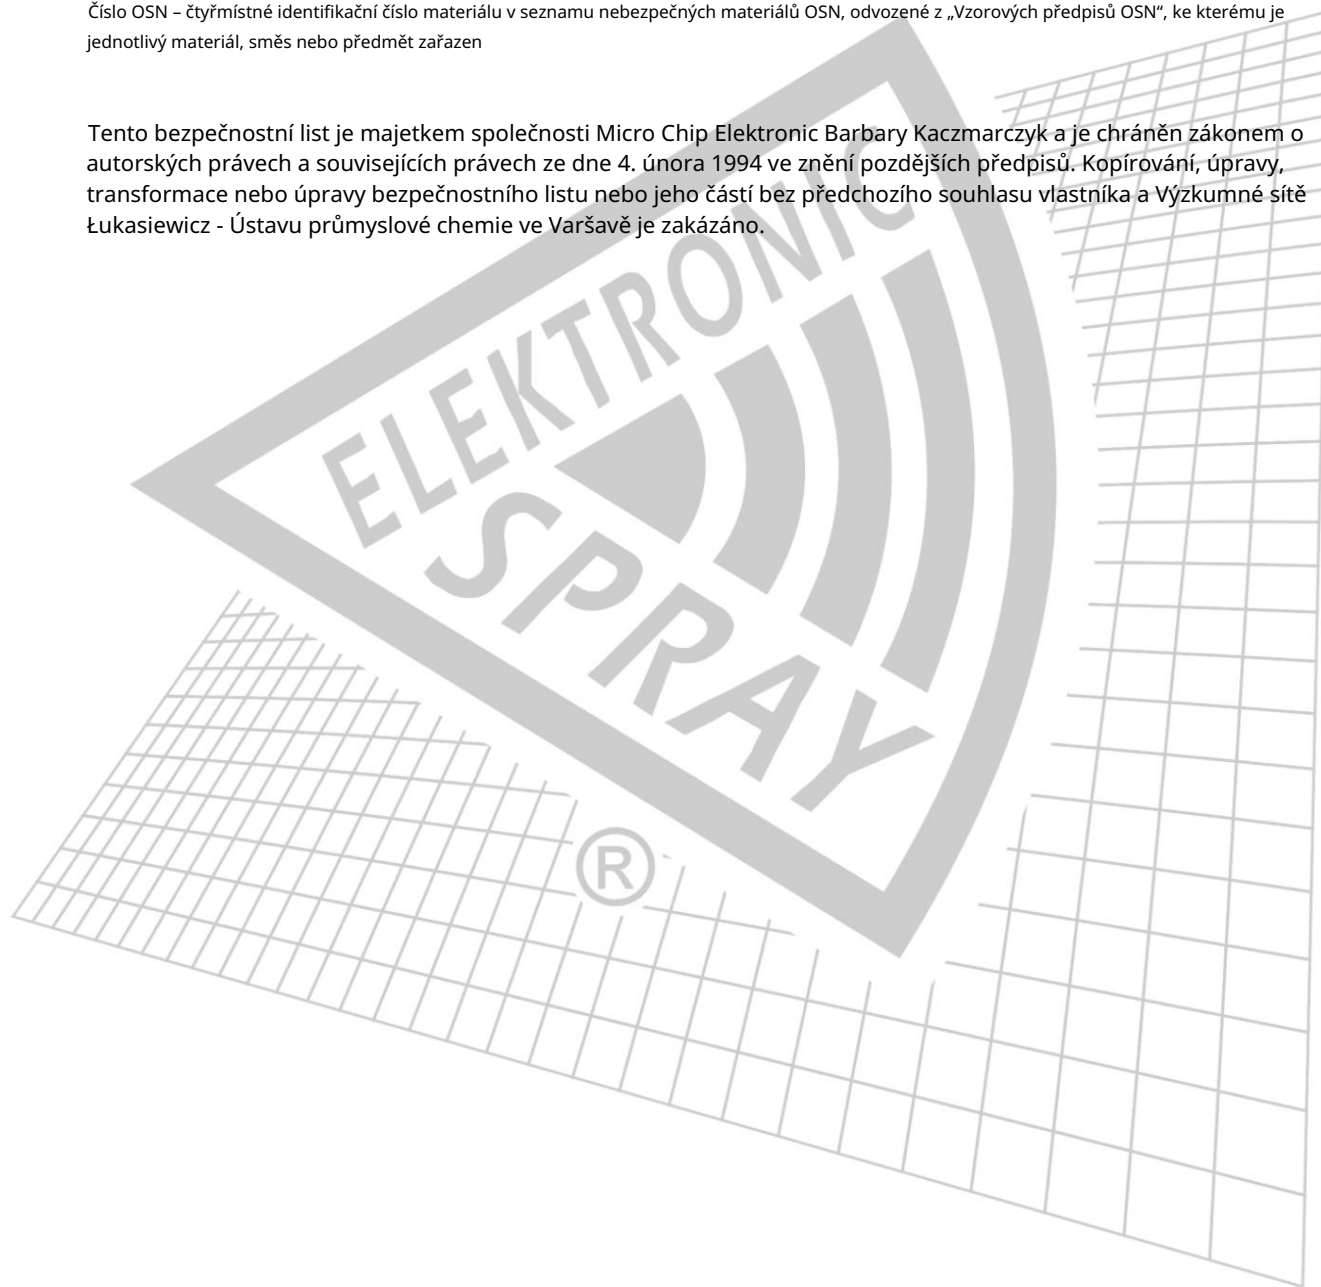 Číslo OSN – čtyřmístné identifikační číslo materiálu v seznamu nebezpečných materiálů OSN, odvozené z „Vzorových předpisů OSN“, ke kterému je
jednotlivý materiál, směs nebo předmět zařazen
Tento bezpečnostní list je majetkem společnosti Micro Chip Elektronic Barbary Kaczmarczyk a je chráněn zákonem o
autorských právech a souvisejících právech ze dne 4. února 1994 ve znění pozdějších předpisů. Kopírování, úpravy,
transformace nebo úpravy bezpečnostního listu nebo jeho částí bez předchozího souhlasu vlastníka a Výzkumné sítě
Łukasiewicz - Ústavu průmyslové chemie ve Varšavě je zakázáno.
ELEKTRONIC
SPRAY
®